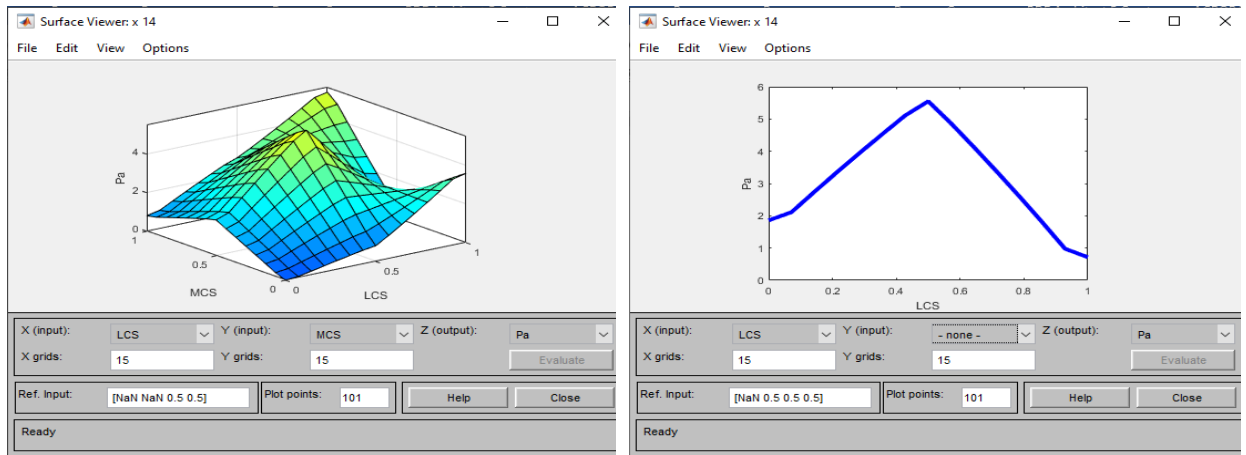 Surface Viewer: x 14
File Edit View Options
Pa
4
2
0
1
0.5
0
MCS
0
0.5
1
LCS
X (input): LCS Y (input): MCS Z (output): Pa
X grids: 15 Y grids: 15 Evaluate
Ref. Input: [NaN NaN 0.5 0.5] Plot points: 101 Help Close
Ready
Surface Viewer: x 14
File Edit View Options
6
5
4
3
2
1
0
Pa
0 0.2 0.4 0.6 0.8 1
LCS
X (input): LCS Y (input): - none - Z (output): Pa
X grids: 15 Y grids: 15 Evaluate
Ref. Input: [NaN 0.5 0.5 0.5] Plot points: 101 Help Close
Ready